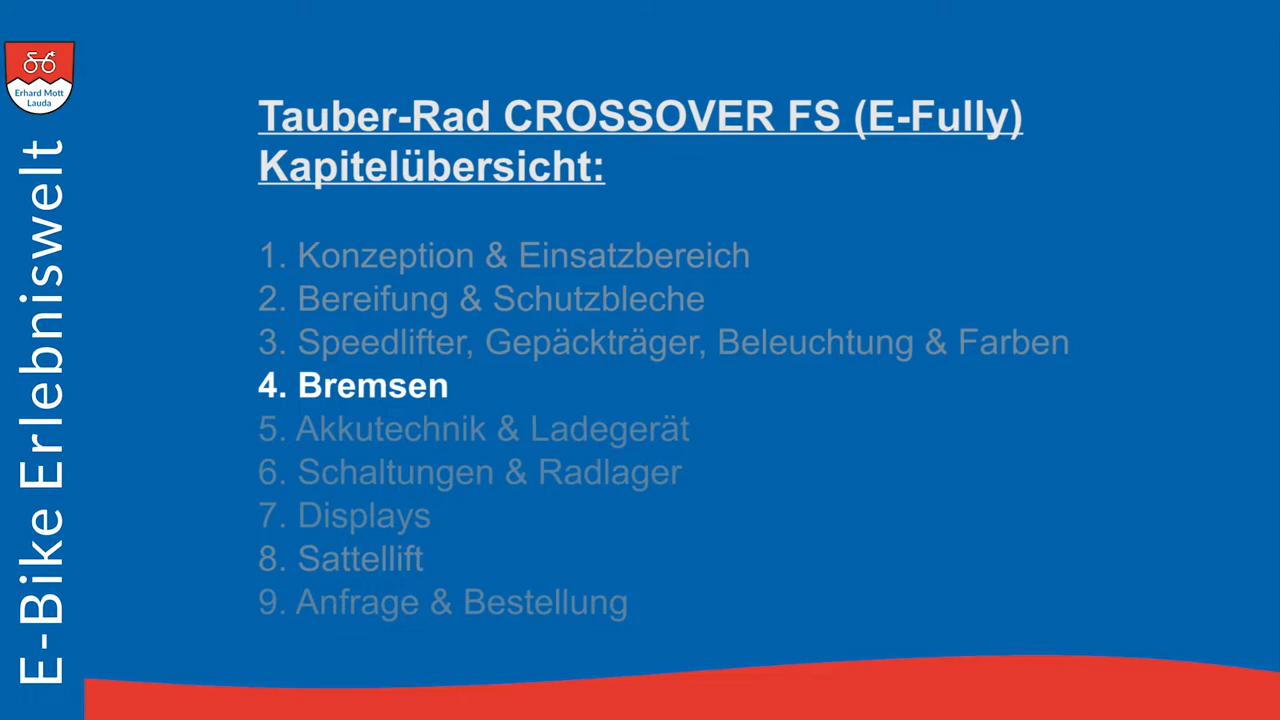 Erhard Mott
Lauda
E-Bike Erlebniswelt
Tauber-Rad CROSSOVER FS (E-Fully)
Kapitelübersicht:
1. Konzeption & Einsatzbereich
2. Bereifung & Schutzbleche
3. Speedlifter, Gepäckträger, Beleuchtung & Farben
4. Bremsen
5. Akkutechnik & Ladegerät
6. Schaltungen & Radlager
7. Displays
8. Sattellift
9. Anfrage & Bestellung